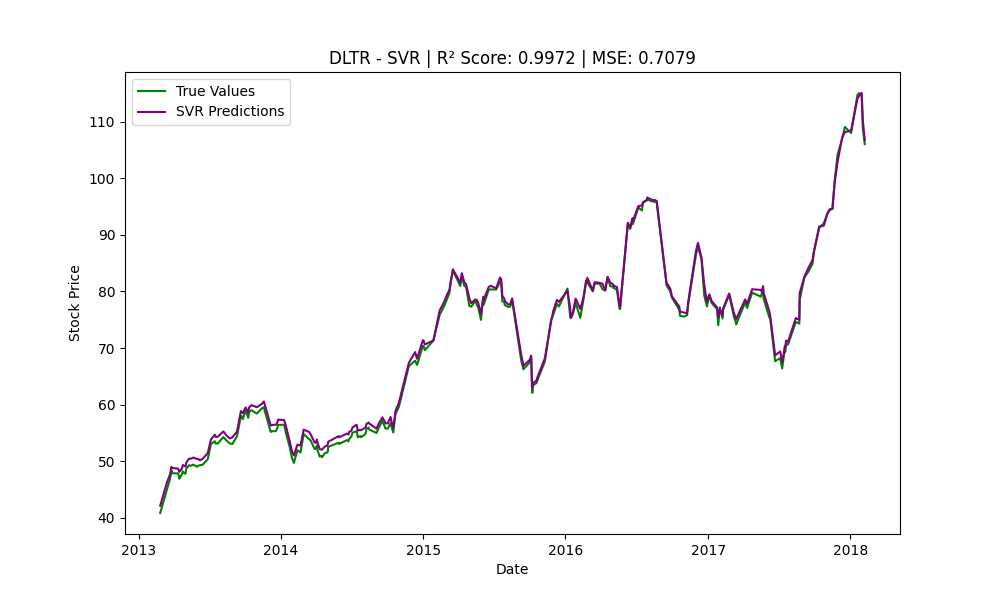 DLTR - SVR | R² Score: 0.9972 | MSE: 0.7079
True Values
SVR Predictions
Stock Price
110
100
90
80
70
60
50
40
2013 2014 2015 2016 2017 2018
Date